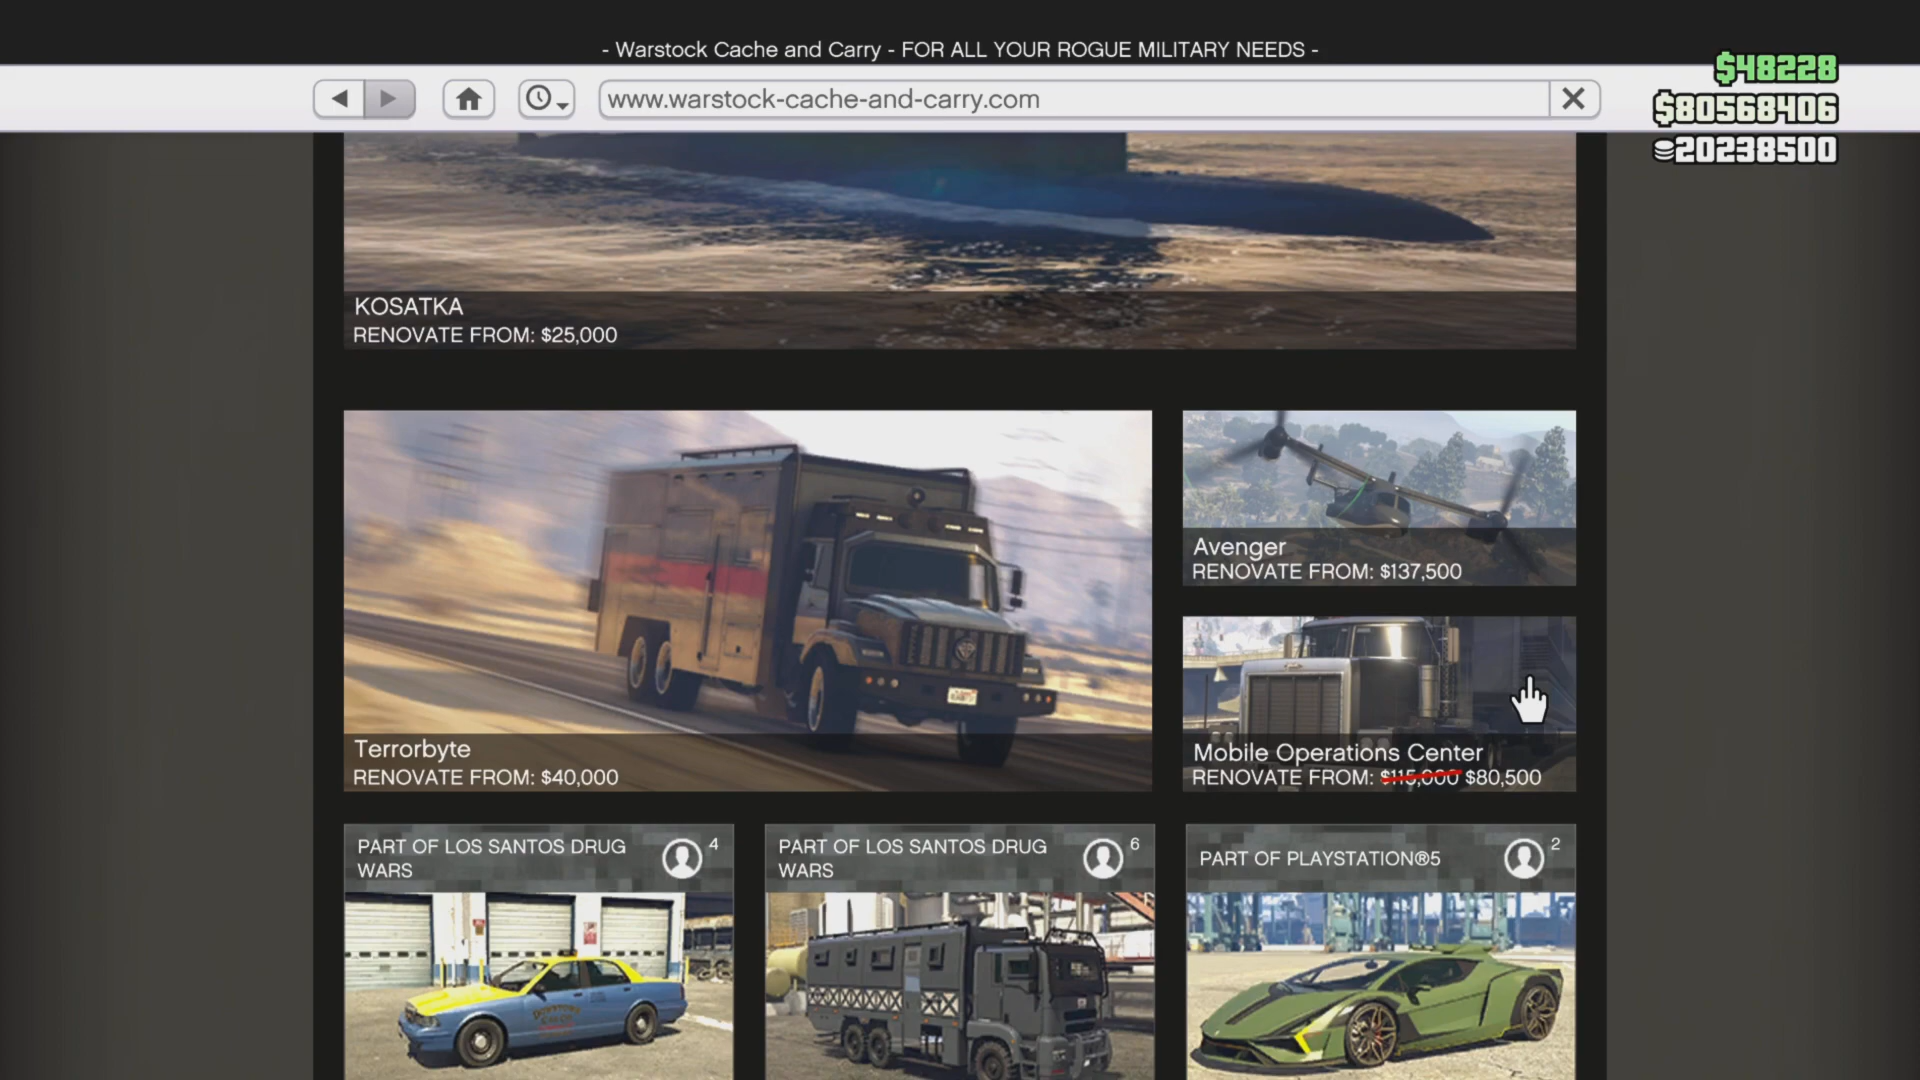 - Warstock Cache and Carry - FOR ALL YOUR ROGUE MILITARY NEEDS -
www.warstock-cache-and-carry.com
$48228
$80568406
20238500
KOSATKA
RENOVATE FROM: $25,000
Terrorbyte
RENOVATE FROM: $40,000
Avenger
RENOVATE FROM: $137,500
Mobile Operations Center
RENOVATE FROM: $115,000 $80,500
PART OF LOS SANTOS DRUG
WARS
4
PART OF LOS SANTOS DRUG
WARS
6
PART OF PLAYSTATION®5
2